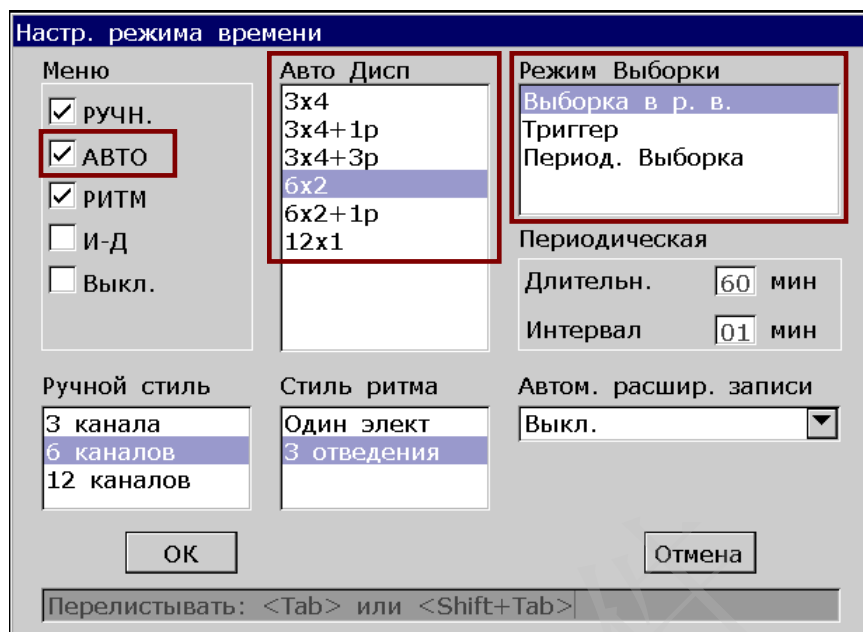 Настр. режима времени
Меню
РУЧН.
АВТО
РИТМ
И-Д
Выкл.
Авто Дисп
3x4
3x4+1р
3x4+3р
6x2
6x2+1р
12x1
Режим Выборки
Выборка в р. в.
Триггер
Период. Выборка
Периодическая
Длительн. 60 мин
Интервал 01 мин
Ручной стиль
3 канала
6 каналов
12 каналов
Стиль ритма
Один элект
3 отведения
Автом. расшир. записи
Выкл.
ОК
Отмена
Перелистывать: <Tab> или <Shift+Tab>